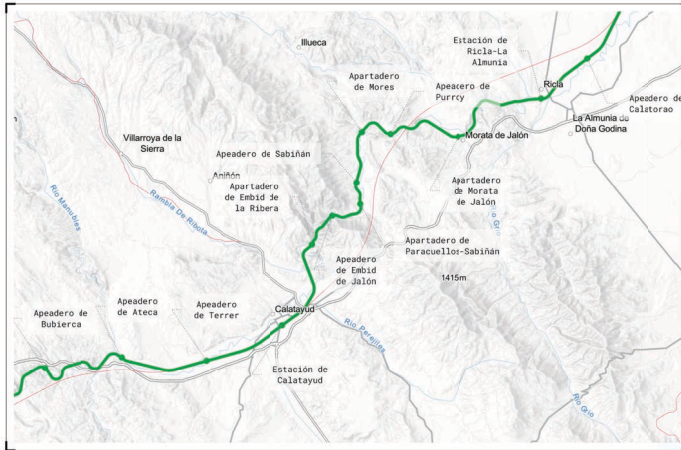 Illueca
Estación de
Ricla-La
Almunia
Apartadero
de Mores
Apeadero de
Purroy
Ricla
Apeadero de
Calatorao
La Almunia de
Doña Godina
Villarroya de la
Sierra
Morata de Jalón
Apeadero de Sabiñán
Aniñón
Apartadero
de Embid de
la Ribera
Apartadero
de Morata
de Jalón
Río Manubles
Rambla De Ribota
Río Grío
Apartadero de
Paracuellos-Sabiñán
Apeadero
de Embid
de Jalón
1415m
Apeadero de
Bubierca
Apeadero
de Ateca
Apeadero
de Terrer
Calatayud
Río Perejiles
Estación de
Calatayud
Río Grío